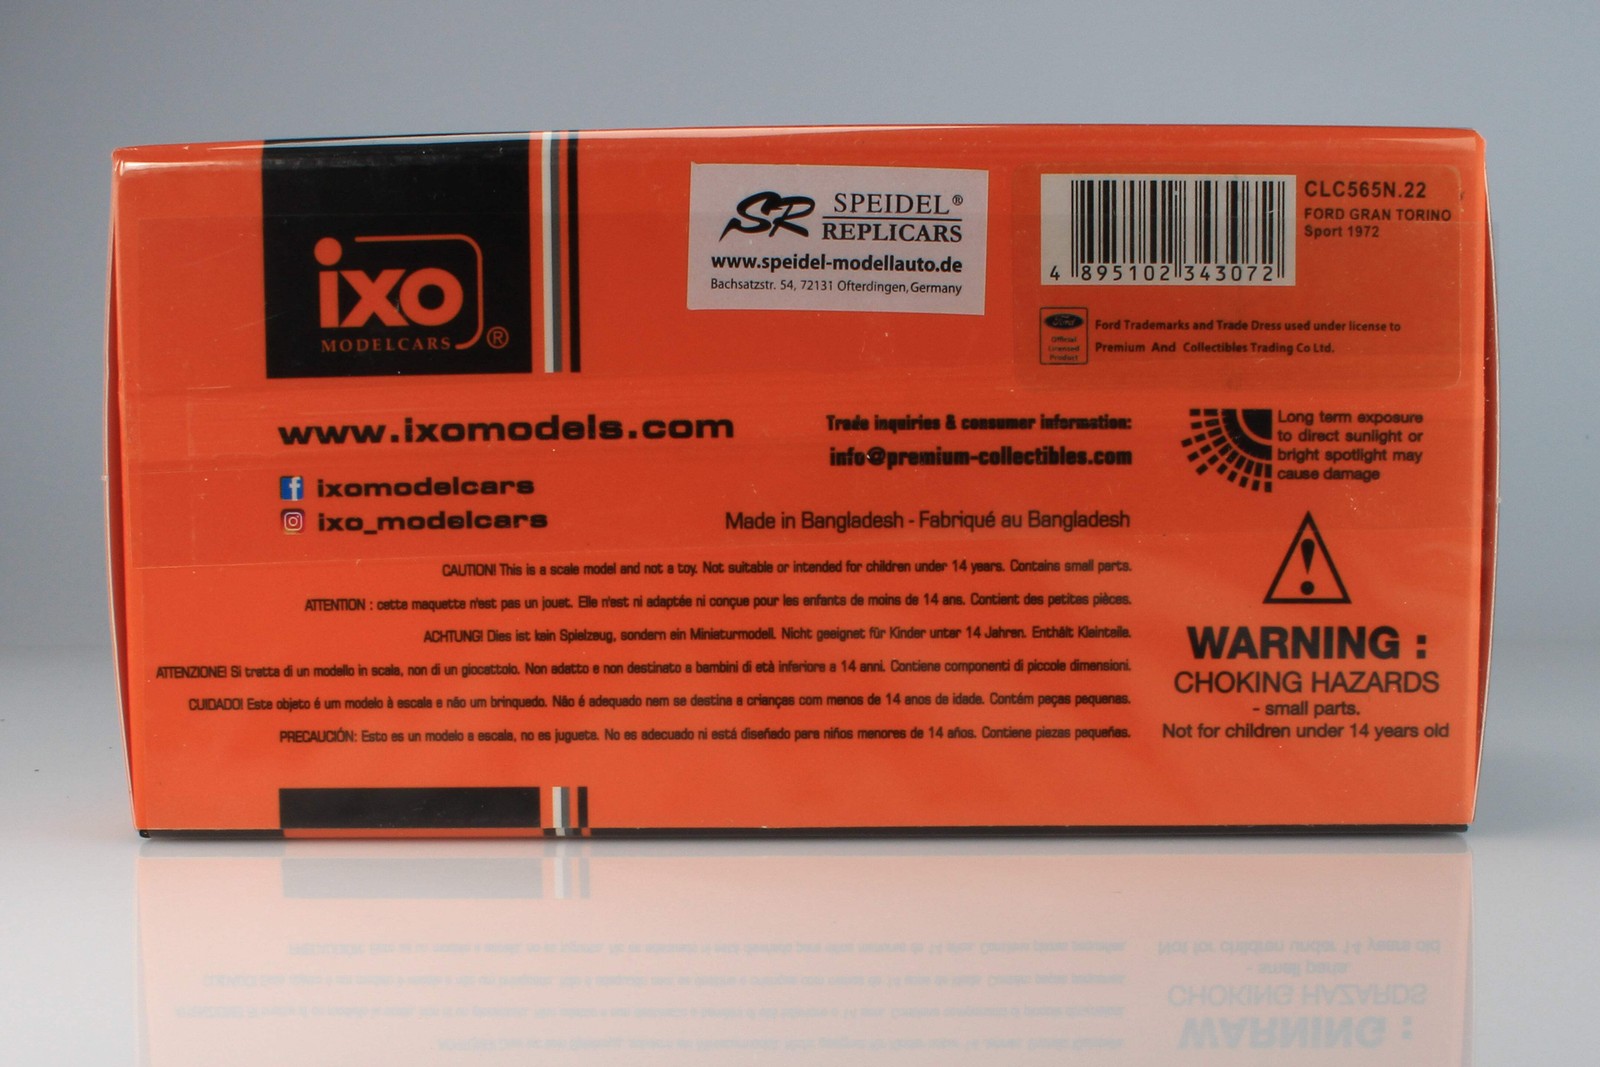 ixo
MODELCARS ®
SR SPEIDEL®
REPLICARS
www.speidel-modellauto.de
Bachsatzstr. 54, 72131 Ofterdingen, Germany
4 895102 343072
CLC565N.22
FORD GRAN TORINO
Sport 1972
Ford
Official
Licensed
Product
Ford Trademarks and Trade Dress used under license to
Premium And Collectibles Trading Co Ltd.
www.ixomodels.com
ixomodelcars
ixo_modelcars
Trade inquiries & consumer information:
info@premium-collectibles.com
Made in Bangladesh - Fabriqué au Bangladesh
Long term exposure
to direct sunlight or
bright spotlight may
cause damage
CAUTION! This is a scale model and not a toy. Not suitable or intended for children under 14 years. Contains small parts.
ATTENTION : cette maquette n'est pas un jouet. Elle n'est ni adaptée ni conçue pour les enfants de moins de 14 ans. Contient des petites pièces.
ACHTUNG! Dies ist kein Spielzeug, sondern ein Miniaturmodell. Nicht geeignet für Kinder unter 14 Jahren. Enthält Kleinteile.
ATTENZIONE! Si tratta di un modello in scala, non di un giocattolo. Non adatto e non destinato a bambini di età inferiore a 14 anni. Contiene componenti di piccole dimensioni.
CUIDADO! Este objeto é um modelo à escala e não um brinquedo. Não é adequado nem se destina a crianças com menos de 14 anos de idade. Contém peças pequenas.
PRECAUCIÓN: Esto es un modelo a escala, no es jugueta. No es adecuado ni está diseñado para niños menores de 14 años. Contiene piezas pequeñas.
WARNING :
CHOKING HAZARDS
- small parts.
Not for children under 14 years old